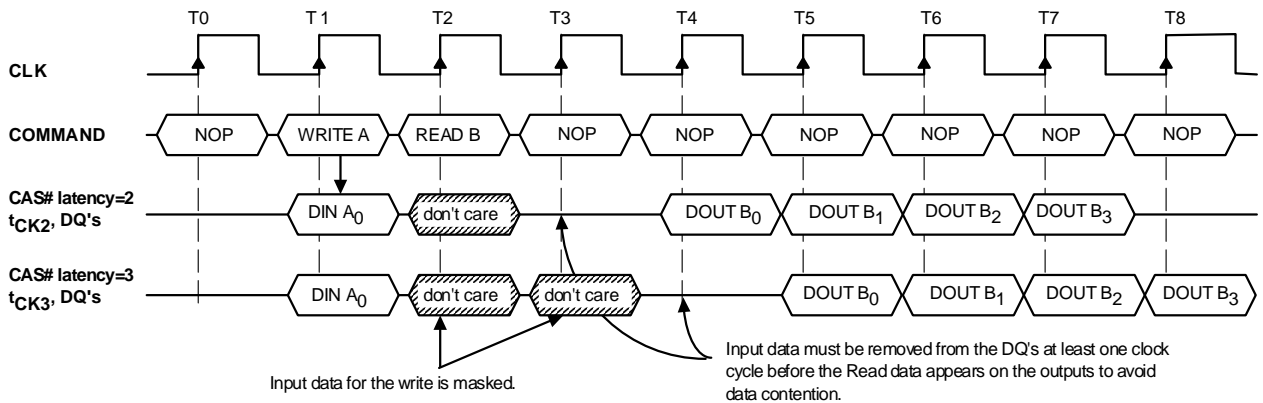 T0 T1 T2 T3 T4 T5 T6 T7 T8
CLK
COMMAND NOP WRITE A READ B NOP NOP NOP NOP NOP NOP
CAS# latency=2
tCK2, DQ's DIN A0 don't care DOUT B0 DOUT B1 DOUT B2 DOUT B3
CAS# latency=3
tCK3, DQ's DIN A0 don't care don't care DOUT B0 DOUT B1 DOUT B2 DOUT B3
Input data for the write is masked.
Input data must be removed from the DQ's at least one clock
cycle before the Read data appears on the outputs to avoid
data contention.